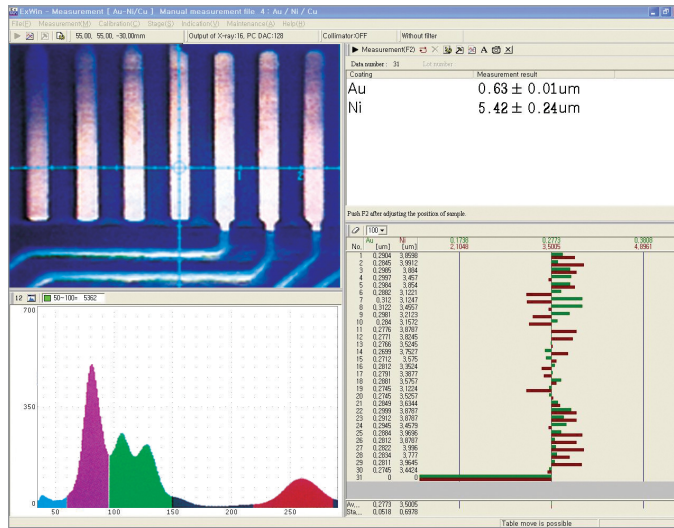 ExWin - Measurement [ Au-Ni/Cu ] Manual measurement file 4 : Au / Ni / Cu
File(F) Measurement(M) Calibration(C) Stage(S) Indication(V) Maintenance(A) Help(H)
55,00, 55,00, -30,00mm Output of X-ray:16, PC DAC:128 Collimator:OFF Without filter
Measurement(F2)
Data number : 31 Lot number
Coating Measurement result
Au 0.63 ± 0.01um
Ni 5.42 ± 0.24um
1 2
Push F2 after adjusting the position of sample.
100
Au Ni 0,1738 0,2773 0,3808
No. [um] [um] 2,1048 3,5005 4,8961
1 0,2904 3,8598
2 0,2845 3,9912
3 0,2985 3,884
4 0,2997 3,457
5 0,2984 3,854
6 0,2882 3,1221
7 0,312 3,1247
8 0,3122 3,4557
9 0,2981 3,2123
10 0,284 3,1572
11 0,2776 3,8787
12 0,2771 3,8245
13 0,2766 3,5245
14 0,2699 3,7527
15 0,2712 3,575
16 0,2812 3,3524
17 0,2791 3,3877
18 0,2881 3,5757
19 0,2745 3,1224
20 0,2745 3,5257
21 0,2849 3,6344
22 0,2999 3,8787
23 0,2912 3,8787
24 0,2945 3,4579
25 0,2884 3,9696
26 0,2812 3,8787
27 0,2822 3,996
28 0,2834 3,777
29 0,2811 3,9645
30 0,2745 3,4424
31 0 0
Av... 0,2773 3,5005
Sta... 0,0518 0,6978
12 50-100= 5362
700
350
0
50 100 150 200 250
Table move is possible